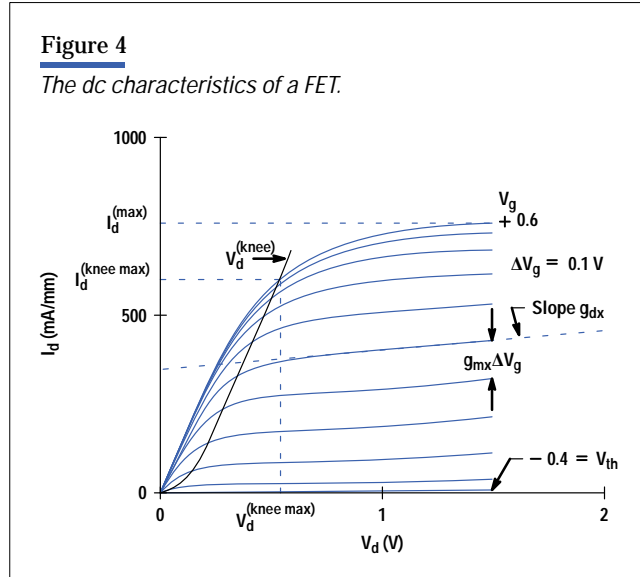 Figure 4
The dc characteristics of a FET.
1000
V_g
+ 0.6
I_d^(max)
V_d^(knee)
I_d^(knee max)
ΔV_g = 0.1 V
500
Slope g_dx
g_mx ΔV_g
I_d (mA/mm)
– 0.4 = V_th
0
0
V_d^(knee max)
1
2
V_d (V)